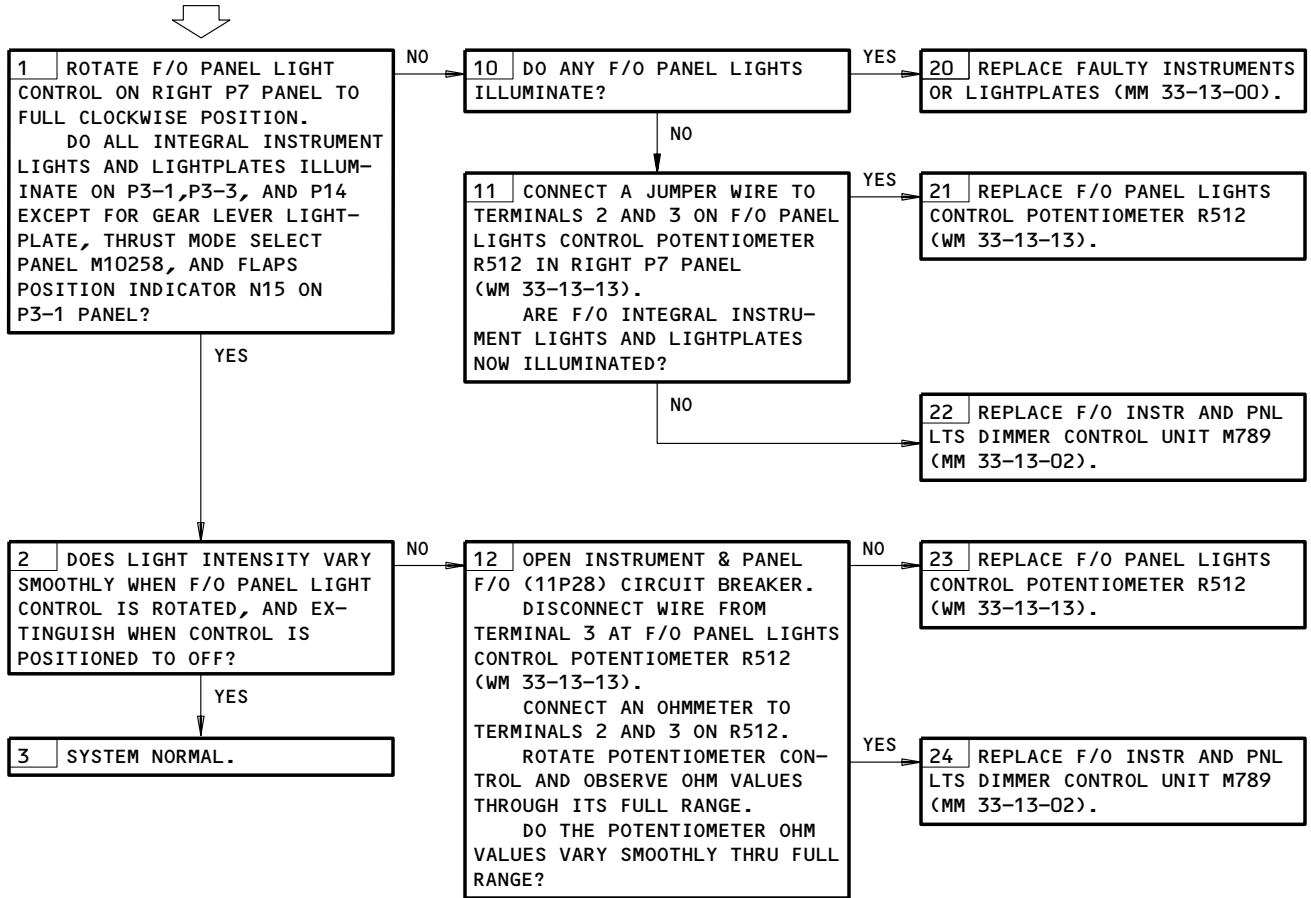 1 ROTATE F/O PANEL LIGHT
CONTROL ON RIGHT P7 PANEL TO
FULL CLOCKWISE POSITION.
DO ALL INTEGRAL INSTRUMENT
LIGHTS AND LIGHTPLATES ILLUM-
INATE ON P3-1,P3-3, AND P14
EXCEPT FOR GEAR LEVER LIGHT-
PLATE, THRUST MODE SELECT
PANEL M10258, AND FLAPS
POSITION INDICATOR N15 ON
P3-1 PANEL?
NO
10 DO ANY F/O PANEL LIGHTS
ILLUMINATE?
YES
20 REPLACE FAULTY INSTRUMENTS
OR LIGHTPLATES (MM 33-13-00).
NO
11 CONNECT A JUMPER WIRE TO
TERMINALS 2 AND 3 ON F/O PANEL
LIGHTS CONTROL POTENTIOMETER
R512 IN RIGHT P7 PANEL
(WM 33-13-13).
ARE F/O INTEGRAL INSTRU-
MENT LIGHTS AND LIGHTPLATES
NOW ILLUMINATED?
YES
21 REPLACE F/O PANEL LIGHTS
CONTROL POTENTIOMETER R512
(WM 33-13-13).
YES
NO
22 REPLACE F/O INSTR AND PNL
LTS DIMMER CONTROL UNIT M789
(MM 33-13-02).
2 DOES LIGHT INTENSITY VARY
SMOOTHLY WHEN F/O PANEL LIGHT
CONTROL IS ROTATED, AND EX-
TINGUISH WHEN CONTROL IS
POSITIONED TO OFF?
NO
12 OPEN INSTRUMENT & PANEL
F/O (11P28) CIRCUIT BREAKER.
DISCONNECT WIRE FROM
TERMINAL 3 AT F/O PANEL LIGHTS
CONTROL POTENTIOMETER R512
(WM 33-13-13).
CONNECT AN OHMMETER TO
TERMINALS 2 AND 3 ON R512.
ROTATE POTENTIOMETER CON-
TROL AND OBSERVE OHM VALUES
THROUGH ITS FULL RANGE.
DO THE POTENTIOMETER OHM
VALUES VARY SMOOTHLY THRU FULL
RANGE?
NO
23 REPLACE F/O PANEL LIGHTS
CONTROL POTENTIOMETER R512
(WM 33-13-13).
YES
3 SYSTEM NORMAL.
YES
24 REPLACE F/O INSTR AND PNL
LTS DIMMER CONTROL UNIT M789
(MM 33-13-02).